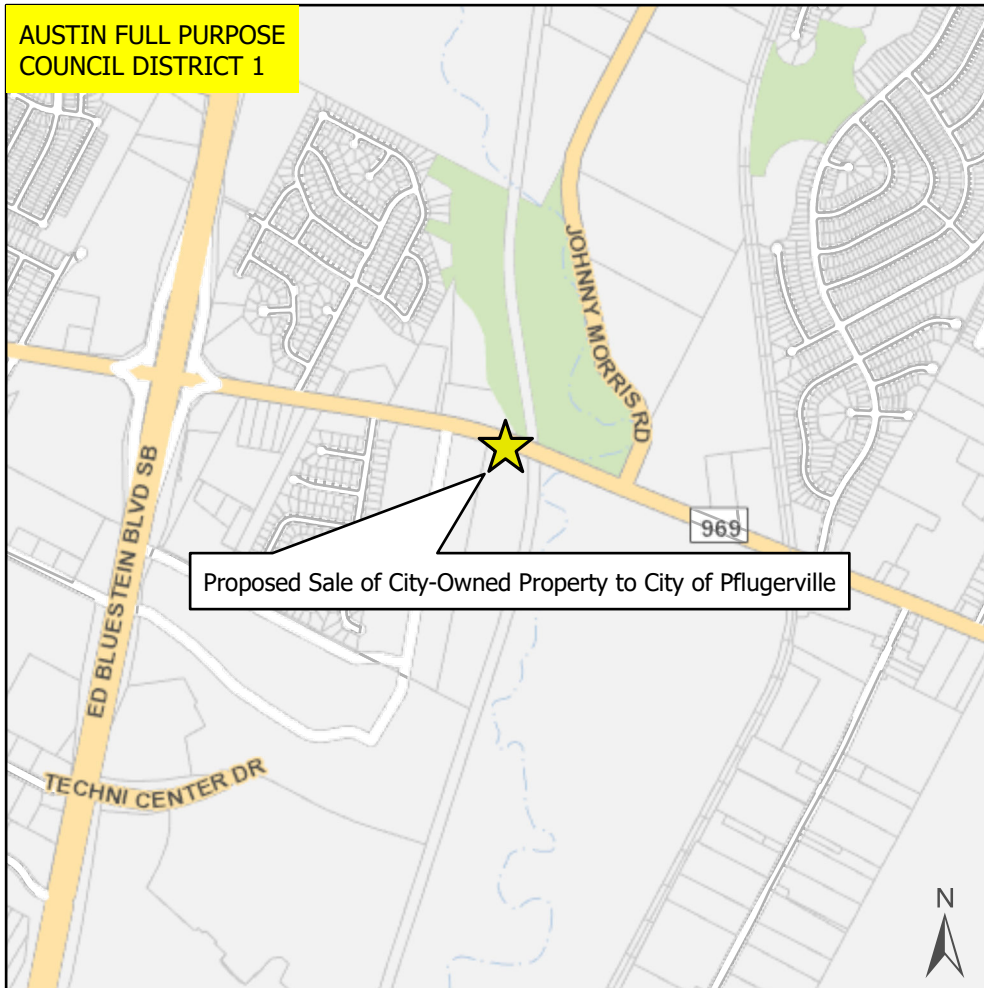 AUSTIN FULL PURPOSE
COUNCIL DISTRICT 1
JOHNNY MORRIS RD
ED BLUESTEIN BLVD SB
969
Proposed Sale of City-Owned Property to City of Pflugerville
TECHNI CENTER DR
N